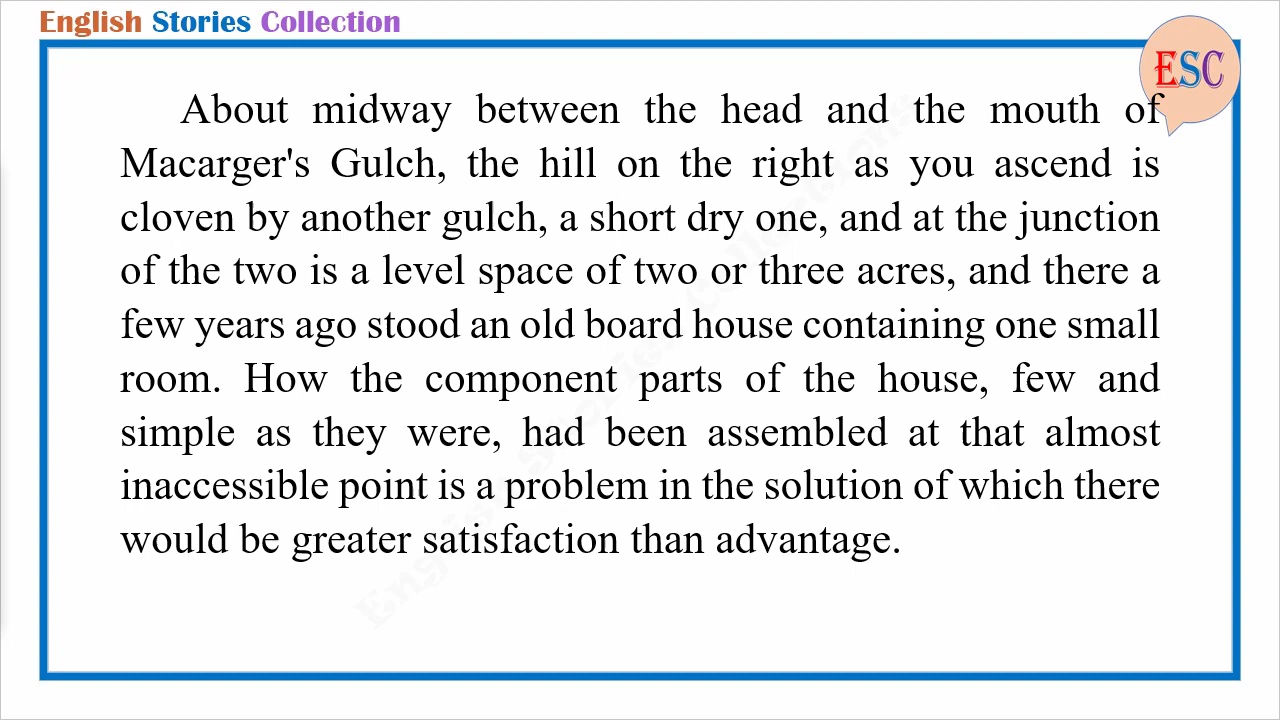 English Stories Collection
ESC
About midway between the head and the mouth of
Macarger's Gulch, the hill on the right as you ascend is
cloven by another gulch, a short dry one, and at the junction
of the two is a level space of two or three acres, and there a
few years ago stood an old board house containing one small
room. How the component parts of the house, few and
simple as they were, had been assembled at that almost
inaccessible point is a problem in the solution of which there
would be greater satisfaction than advantage.
English Stories Collections